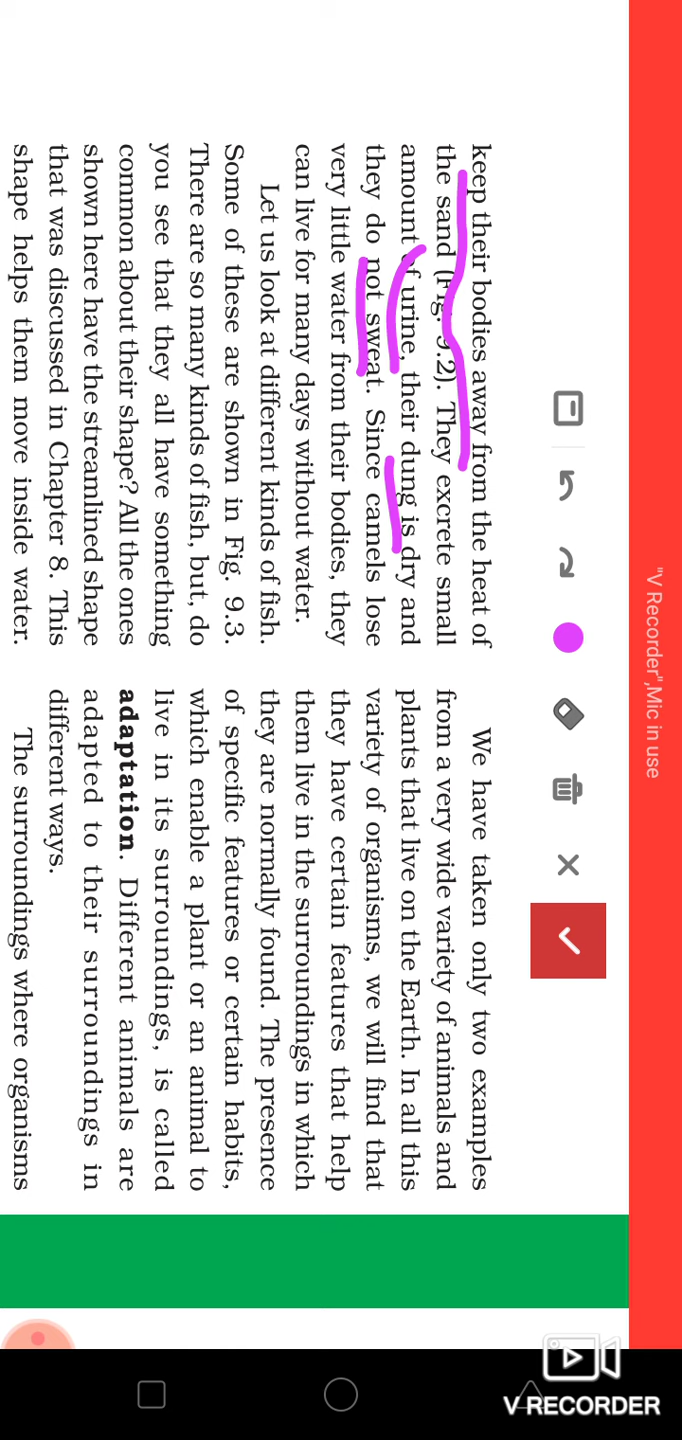 "V Recorder",Mic in use
keep their bodies away from the heat of
the sand (Fig. 9.2). They excrete small
amount of urine, their dung is dry and
they do not sweat. Since camels lose
very little water from their bodies, they
can live for many days without water.
Let us look at different kinds of fish.
Some of these are shown in Fig. 9.3.
There are so many kinds of fish, but, do
you see that they all have something
common about their shape? All the ones
shown here have the streamlined shape
that was discussed in Chapter 8. This
shape helps them move inside water.
We have taken only two examples
from a very wide variety of animals and
plants that live on the Earth. In all this
variety of organisms, we will find that
they have certain features that help
them live in the surroundings in which
they are normally found. The presence
of specific features or certain habits,
which enable a plant or an animal to
live in its surroundings, is called
adaptation. Different animals are
adapted to their surroundings in
different ways.
The surroundings where organisms
V RECORDER